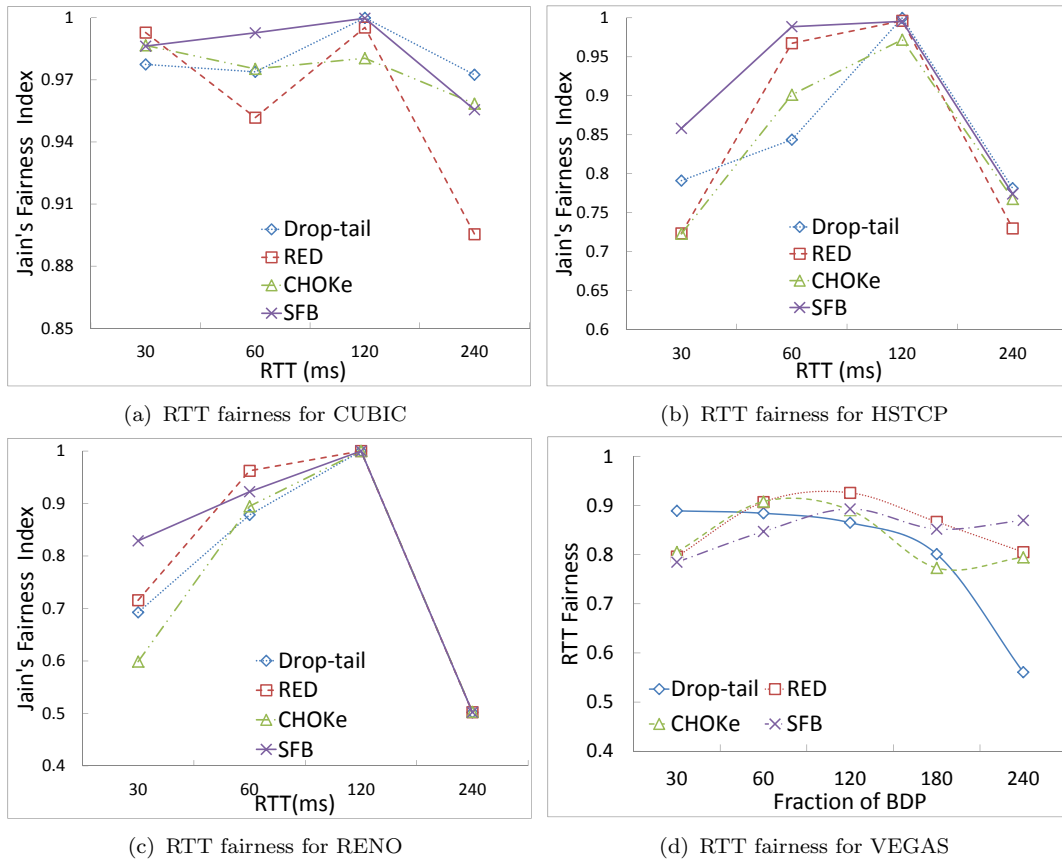 Jain's Fairness Index
1
0.97
0.94
0.91
0.88
0.85
Drop-tail
RED
CHOKe
SFB
30 60 120 240
RTT (ms)
(a) RTT fairness for CUBIC
Jain's Fairness Index
1
0.95
0.9
0.85
0.8
0.75
0.7
0.65
0.6
Drop-tail
RED
CHOKe
SFB
30 60 120 240
RTT (ms)
(b) RTT fairness for HSTCP
Jain's Fairness Index
1
0.9
0.8
0.7
0.6
0.5
0.4
Drop-tail
RED
CHOKe
SFB
30 60 120 240
RTT(ms)
(c) RTT fairness for RENO
RTT Fairness
1
0.9
0.8
0.7
0.6
0.5
0.4
Drop-tail RED
CHOKe SFB
30 60 120 180 240
Fraction of BDP
(d) RTT fairness for VEGAS